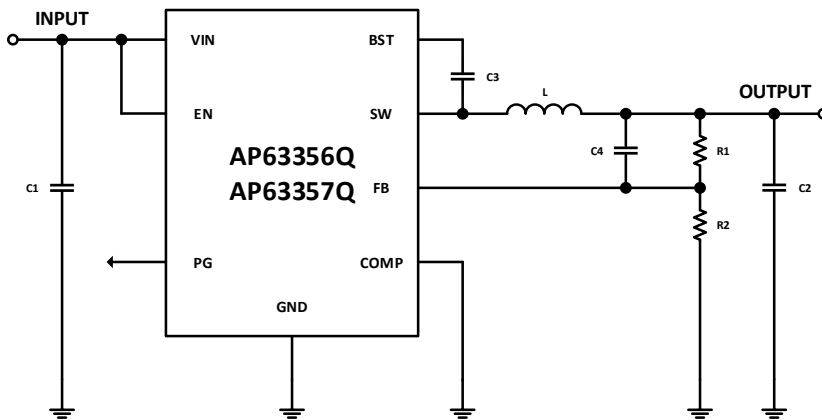 INPUT
VIN
BST
C3
L
OUTPUT
EN
SW
AP63356Q
AP63357Q
C4
R1
C1
FB
C2
R2
PG
COMP
GND